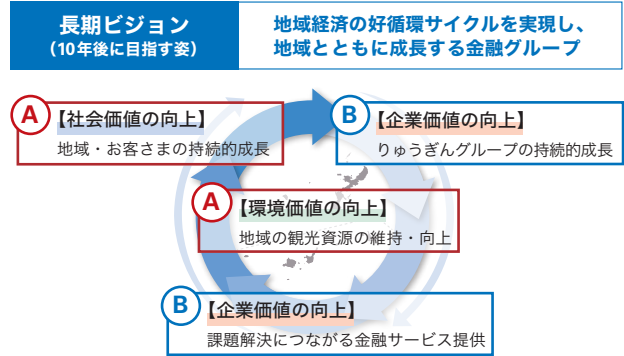 長期ビジョン
（10年後に目指す姿）
地域経済の好循環サイクルを実現し、
地域とともに成長する金融グループ
A
【社会価値の向上】
地域・お客さまの持続的成長
B
【企業価値の向上】
りゅうぎんグループの持続的成長
A
【環境価値の向上】
地域の観光資源の維持・向上
B
【企業価値の向上】
課題解決につながる金融サービス提供